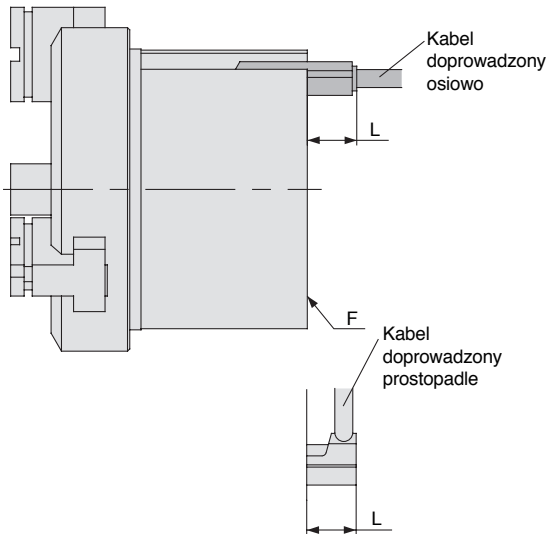 Kabel
doprowadzony
osiowo
L
F
Kabel
doprowadzony
prostopadle
L